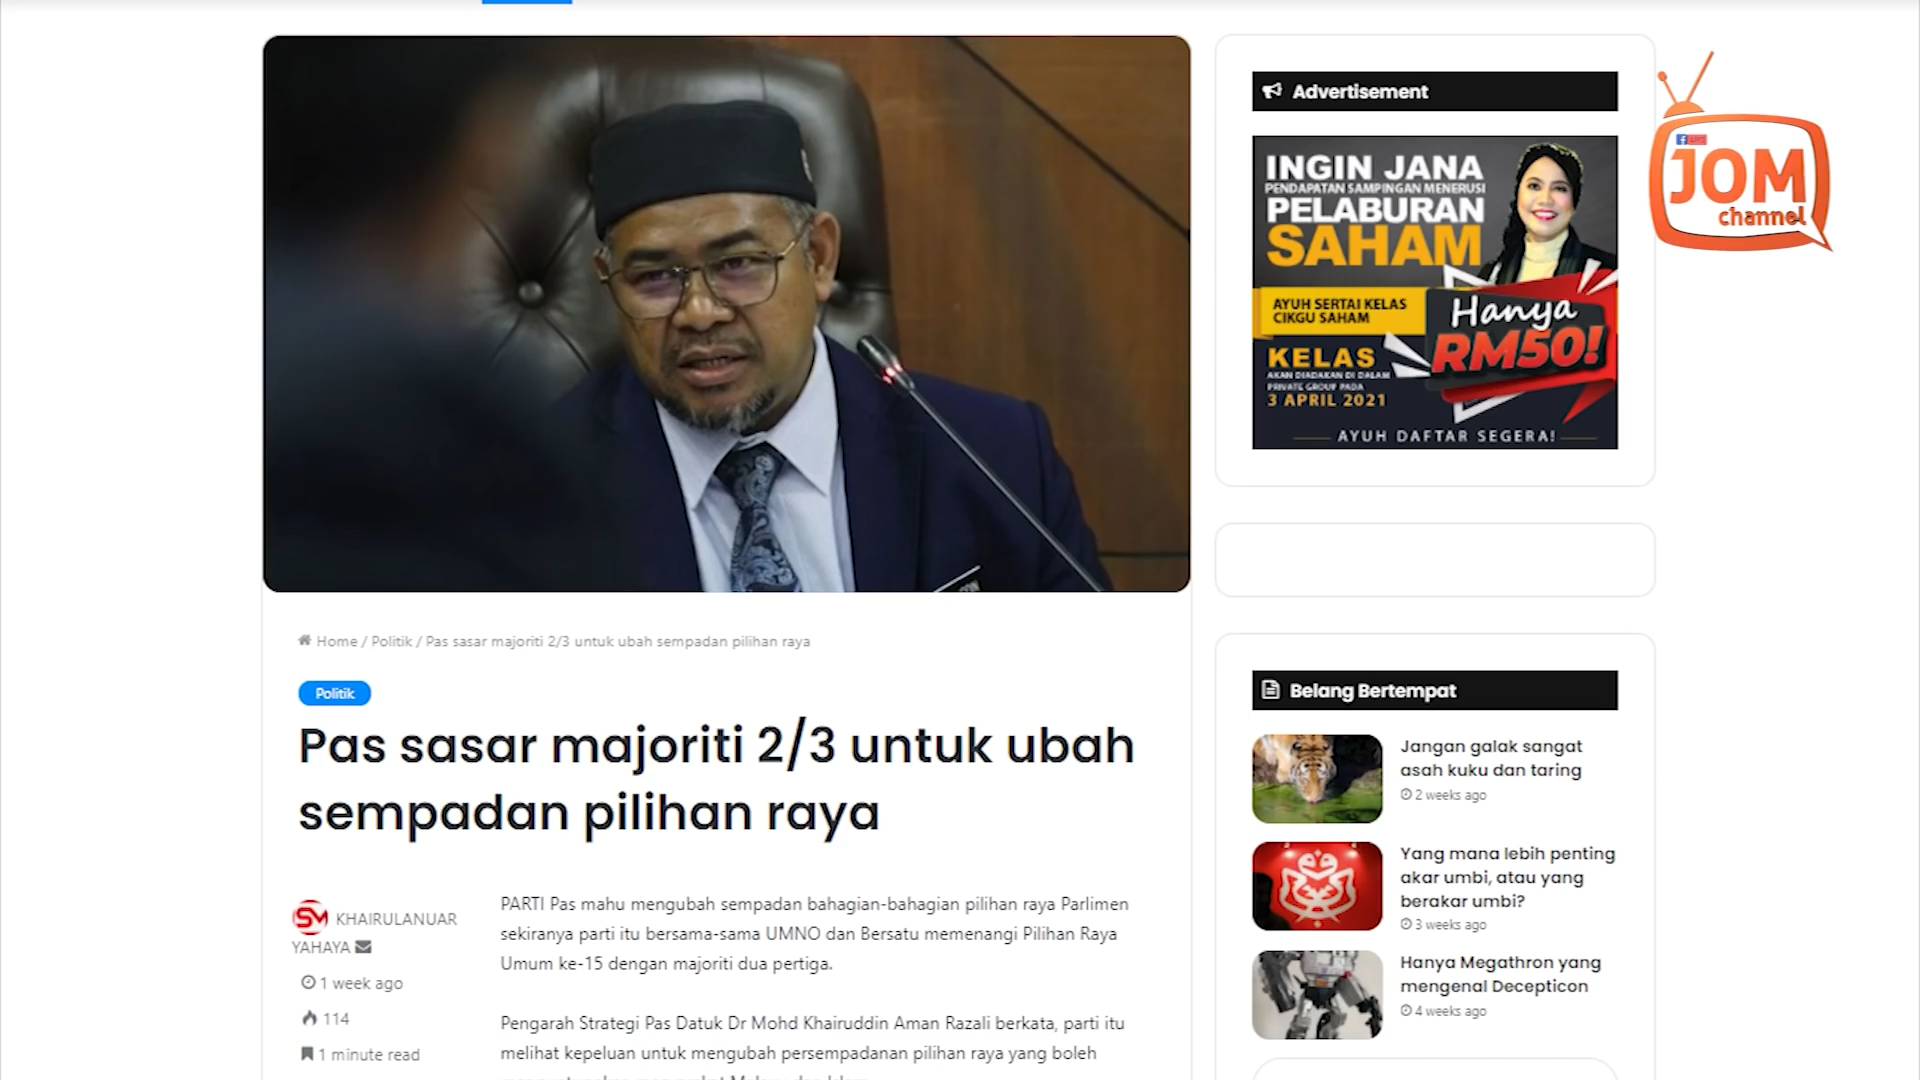 Advertisement
INGIN JANA
PENDAPATAN SAMPINGAN MENERUSI
PELABURAN
SAHAM
AYUH SERTAI KELAS
CIKGU SAHAM
Hanya
RM50!
KELAS
AKAN DIADAKAN DI DALAM
PRIVATE GROUP PADA
3 APRIL 2021
AYUH DAFTAR SEGERA!
JOM
channel
Home / Politik / Pas sasar majoriti 2/3 untuk ubah sempadan pilihan raya
Politik
Pas sasar majoriti 2/3 untuk ubah
sempadan pilihan raya
SM KHAIRULANUAR
YAHAYA
1 week ago
114
1 minute read
PARTI Pas mahu mengubah sempadan bahagian-bahagian pilihan raya Parlimen
sekiranya parti itu bersama-sama UMNO dan Bersatu memenangi Pilihan Raya
Umum ke-15 dengan majoriti dua pertiga.
Pengarah Strategi Pas Datuk Dr Mohd Khairuddin Aman Razali berkata, parti itu
melihat kepeluan untuk mengubah persempadanan pilihan raya yang boleh
Belang Bertempat
Jangan galak sangat
asah kuku dan taring
2 weeks ago
Yang mana lebih penting
akar umbi, atau yang
berakar umbi?
3 weeks ago
Hanya Megathron yang
mengenal Decepticon
4 weeks ago